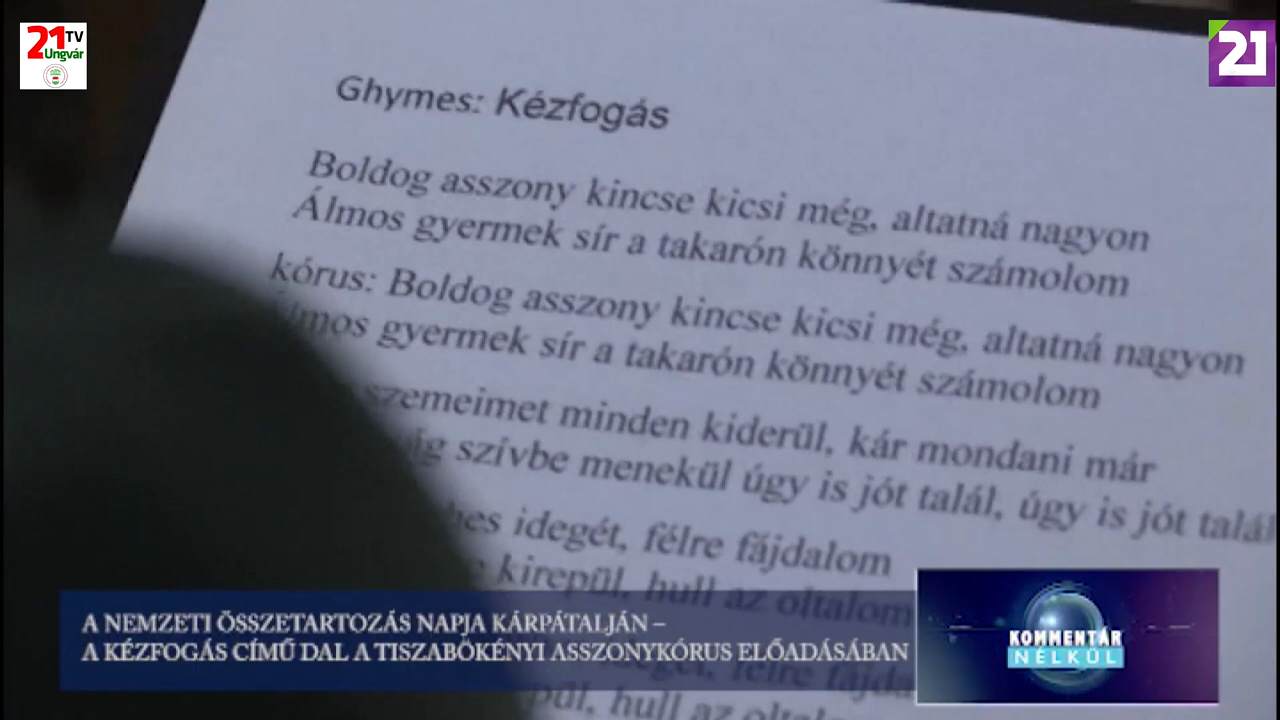 21 TV
Ungvár
21
Ghymes: Kézfogás
Boldog asszony kincse kicsi még, altatná nagyon
Álmos gyermek sír a takarón könnyét számolom
kórus: Boldog asszony kincse kicsi még, altatná nagyon
Álmos gyermek sír a takarón könnyét számolom
szemeimet minden kiderül, kár mondani már
szívbe menekül úgy is jót talál, úgy is jót talál
idegét, félre fájdalom
kirepül, hull az oltalom
A NEMZETI ÖSSZETARTOZÁS NAPJA KÁRPÁTALJÁN –
A KÉZFOGÁS CÍMŰ DAL A TISZABÖKÉNYI ASSZONYKÓRUS ELŐADÁSÁBAN
KOMMENTÁR
NÉLKÜL
hull az